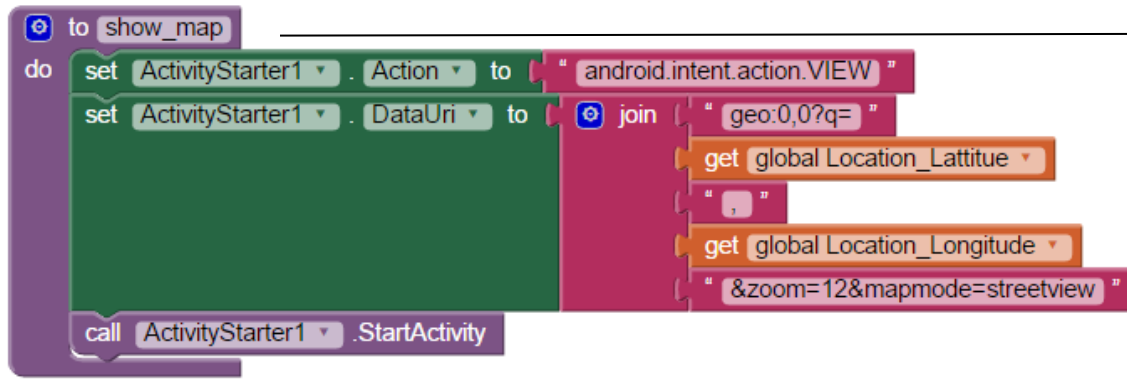 to show_map
do set ActivityStarter1 . Action to " android.intent.action.VIEW "
set ActivityStarter1 . DataUri to join " geo:0,0?q= "
get global Location_Lattitue
" , "
get global Location_Longitude
" &zoom=12&mapmode=streetview "
call ActivityStarter1 .StartActivity